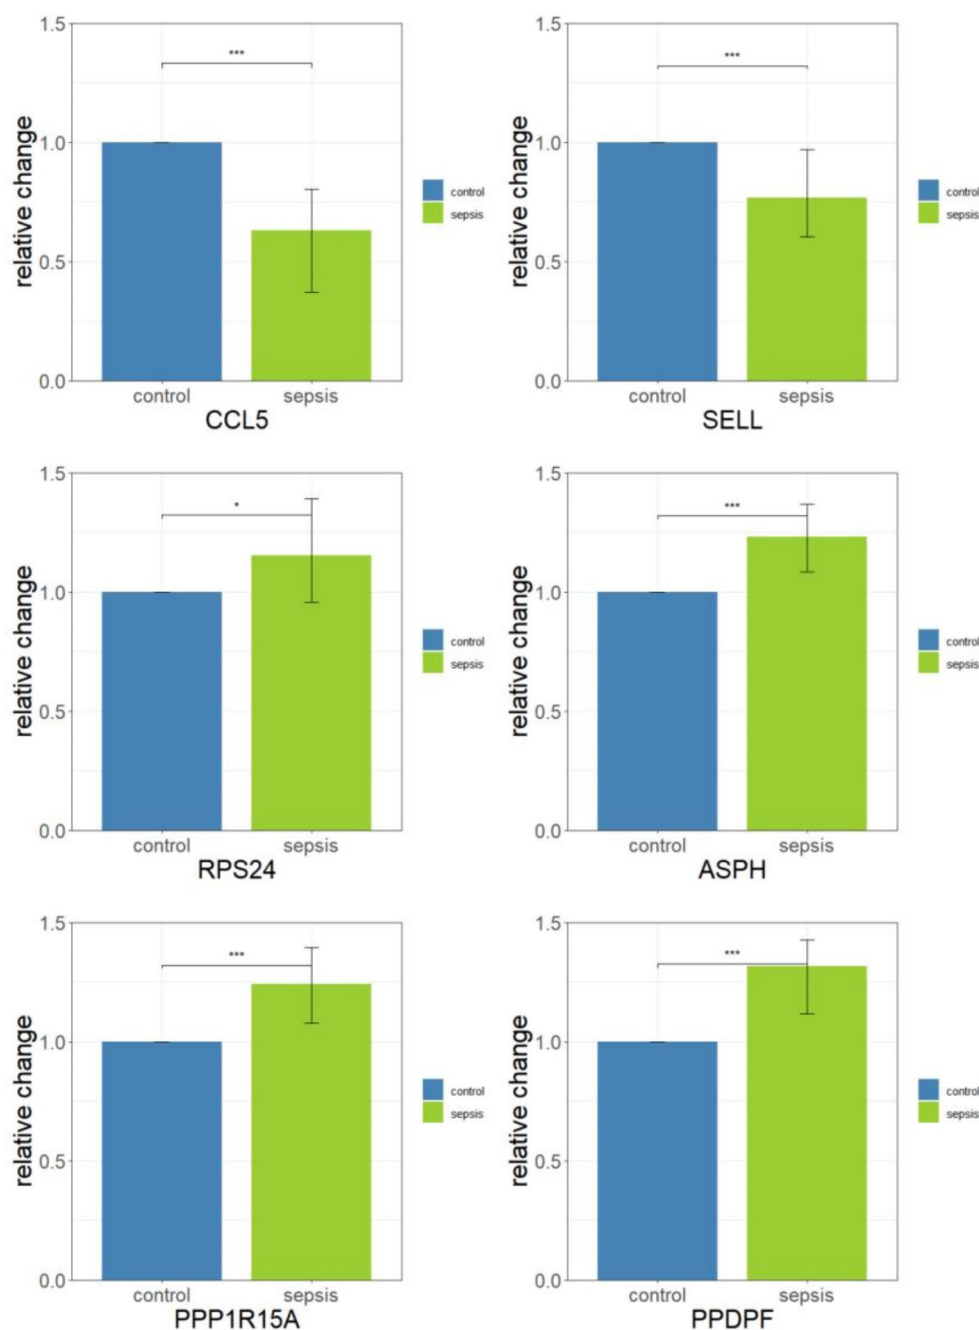 1.5
***
1.0
relative change
control
sepsis
0.5
0.0
control sepsis
CCL5
1.5
***
1.0
relative change
control
sepsis
0.5
0.0
control sepsis
SELL
1.5
*
1.0
relative change
control
sepsis
0.5
0.0
control sepsis
RPS24
1.5
***
1.0
relative change
control
sepsis
0.5
0.0
control sepsis
ASPH
1.5
***
1.0
relative change
control
sepsis
0.5
0.0
control sepsis
PPP1R15A
1.5
***
1.0
relative change
control
sepsis
0.5
0.0
control sepsis
PPDPF